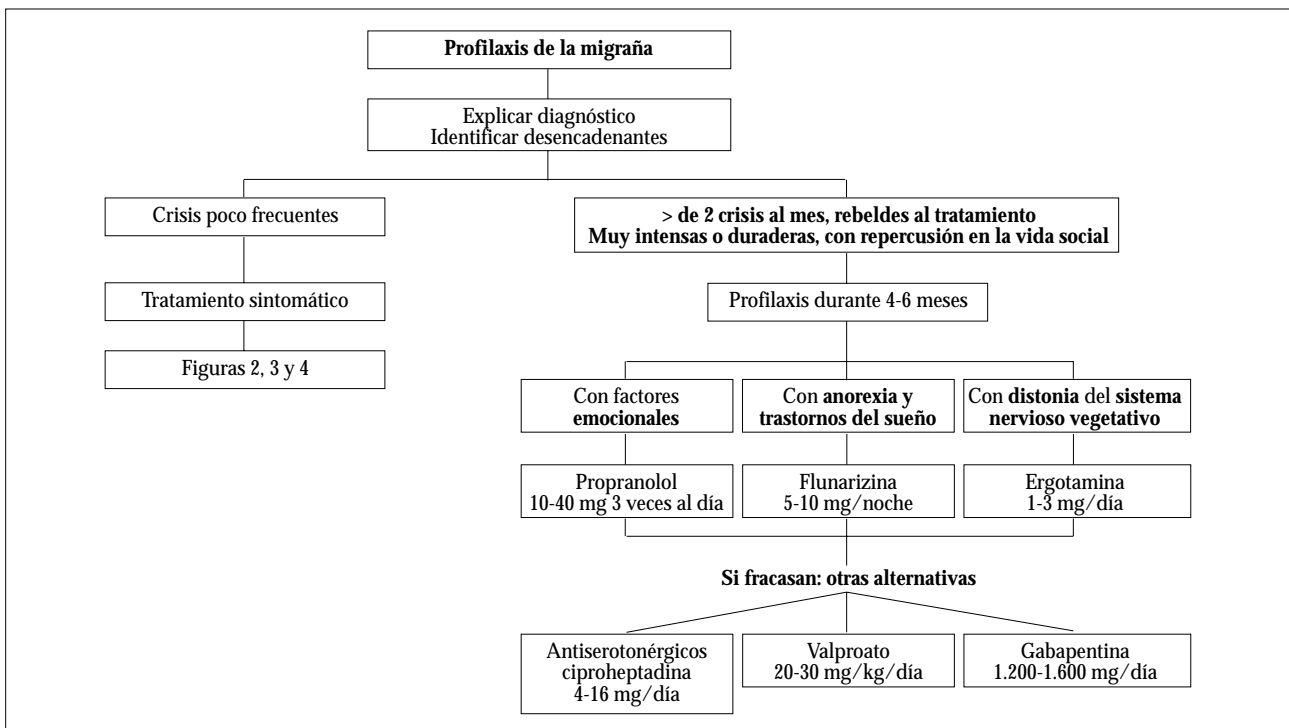 Profilaxis de la migraña
Explicar diagnóstico
Identificar desencadenantes
Crisis poco frecuentes
> de 2 crisis al mes, rebeldes al tratamiento
Muy intensas o duraderas, con repercusión en la vida social
Tratamiento sintomático
Profilaxis durante 4-6 meses
Figuras 2, 3 y 4
Con factores
emocionales
Con anorexia y
trastornos del sueño
Con distonia del sistema
nervioso vegetativo
Propranolol
10-40 mg 3 veces al día
Flunarizina
5-10 mg/noche
Ergotamina
1-3 mg/día
Si fracasan: otras alternativas
Antiserotonérgicos
ciproheptadina
4-16 mg/día
Valproato
20-30 mg/kg/día
Gabapentina
1.200-1.600 mg/día